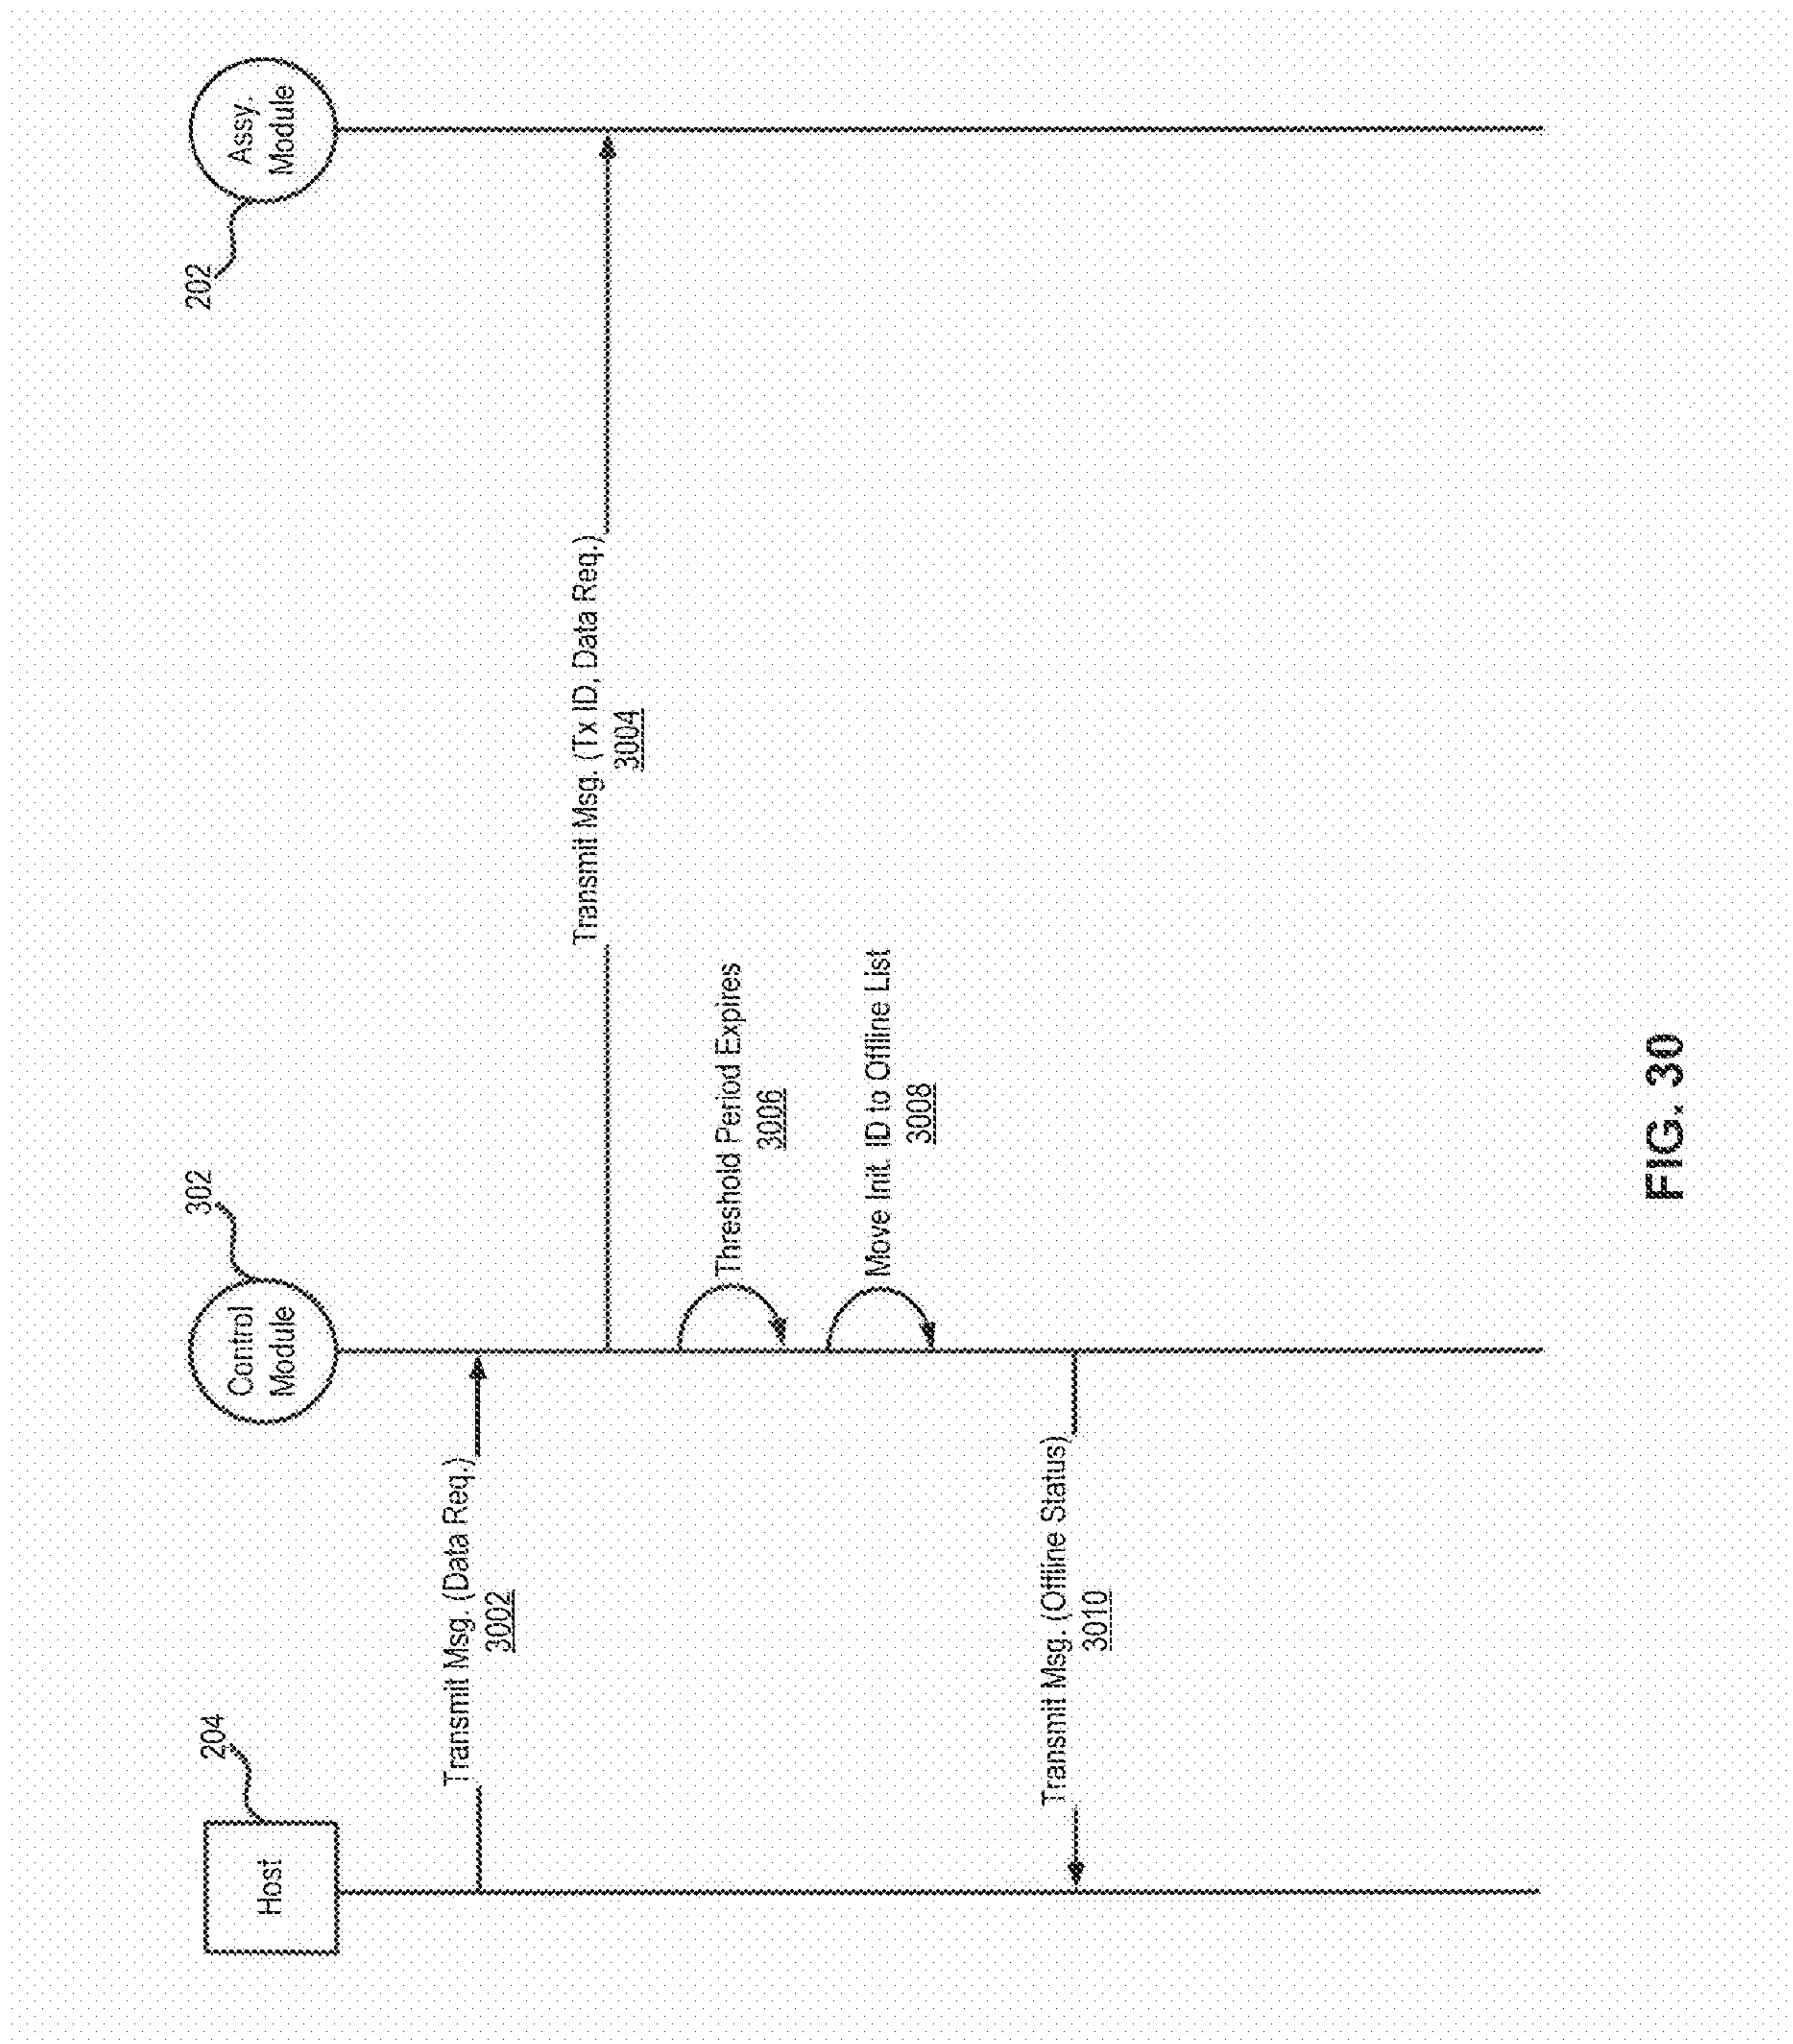 204
Host
302
Control
Module
202
Assy.
Module
Transmit Msg. (Data Req.)
3002
Transmit Msg. (Tx ID, Data Req.)
3004
Threshold Period Expires
3006
Move Init. ID to Offline List
3008
Transmit Msg. (Offline Status)
3010
FIG. 30